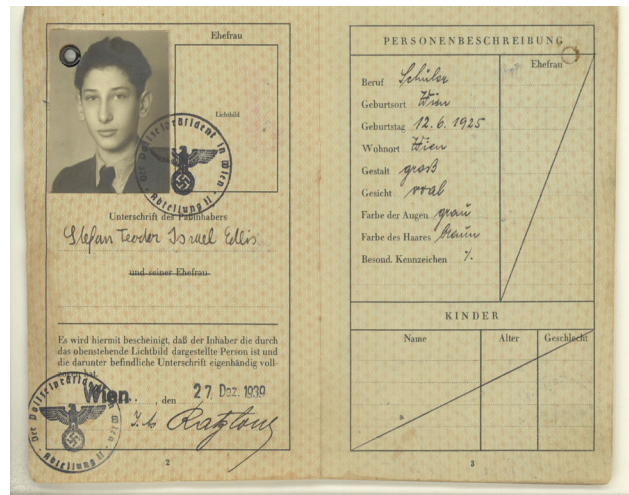 Ehefrau
Lichtbild
Der Polizeipräsident in Wien
Abteilung II
Unterschrift des Paßinhabers
Stefan Teodor Israel Edlis
und seiner Ehefrau
Es wird hiermit bescheinigt, daß der Inhaber die durch
das obenstehende Lichtbild dargestellte Person ist und
die darunter befindliche Unterschrift eigenhändig voll-
zogen hat.
Wien , den 27. Dez. 1939
Der Polizeipräsident in Wien
Abteilung II
2
PERSONENBESCHREIBUNG
Ehefrau
Beruf Schüler
Geburtsort Wien
Geburtstag 12.6.1925
Wohnort Wien
Gestalt groß
Gesicht oval
Farbe der Augen grau
Farbe des Haares braun
Besond. Kennzeichen %
KINDER
Name Alter Geschlecht
3